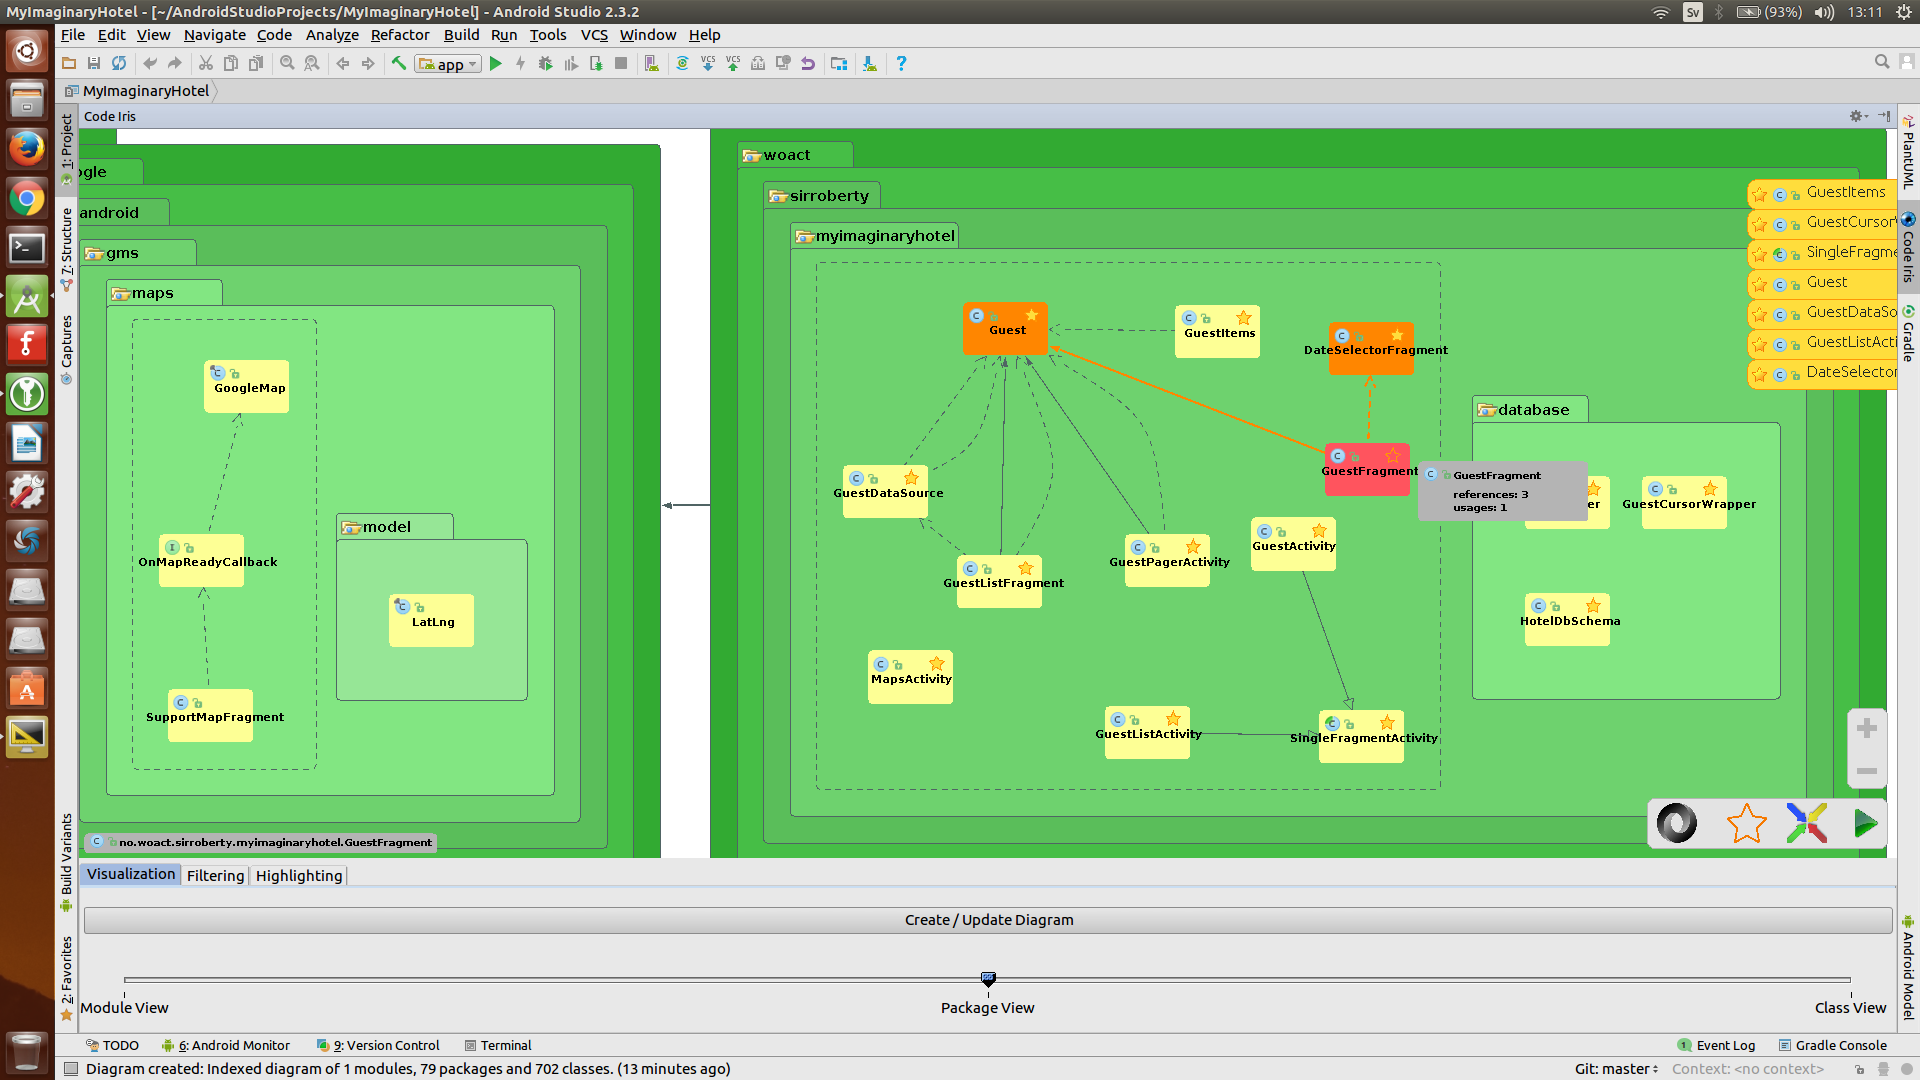 MyImaginaryHotel - [~/AndroidStudioProjects/MyImaginaryHotel] - Android Studio 2.3.2
Sv
(93%)
13:11
File Edit View Navigate Code Analyze Refactor Build Run Tools VCS Window Help
app
VCS
VCS
?
MyImaginaryHotel
Code Iris
1: Project
7: Structure
Captures
Build Variants
2: Favorites
ogle
android
gms
maps
GoogleMap
OnMapReadyCallback
SupportMapFragment
model
LatLng
woact
sirroberty
myimaginaryhotel
Guest
GuestItems
DateSelectorFragment
GuestDataSource
GuestFragment
GuestListFragment
GuestPagerActivity
GuestActivity
MapsActivity
GuestListActivity
SingleFragmentActivity
GuestFragment
references: 3
usages: 1
database
er
GuestCursorWrapper
HotelDbSchema
GuestItems
GuestCursorW
SingleFragme
Guest
GuestDataSo
GuestListActi
DateSelector
PlantUML
Code Iris
Gradle
Android Model
no.woact.sirroberty.myimaginaryhotel.GuestFragment
Visualization Filtering Highlighting
Create / Update Diagram
Module View
Package View
Class View
TODO
6: Android Monitor
9: Version Control
Terminal
1 Event Log
Gradle Console
Diagram created: Indexed diagram of 1 modules, 79 packages and 702 classes. (13 minutes ago)
Git: master
Context: <no context>